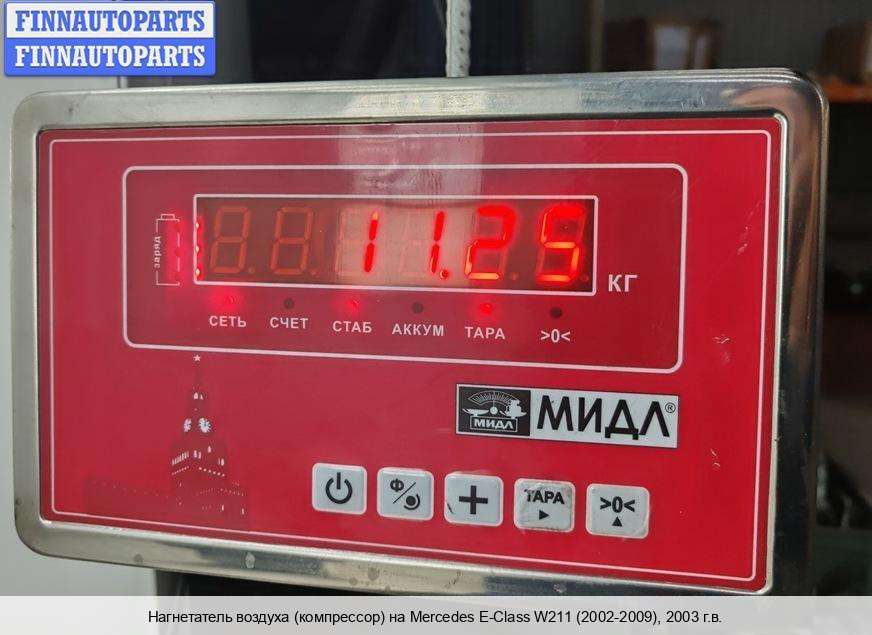 FINNAUTOPARTS
FINNAUTOPARTS
заряд
11.25
КГ
СЕТЬ СЧЕТ СТАБ АККУМ ТАРА >0<
МИДЛ
МИДЛ®
Ф
ТАРА
>0<
Нагнетатель воздуха (компрессор) на Mercedes E-Class W211 (2002-2009), 2003 г.в.